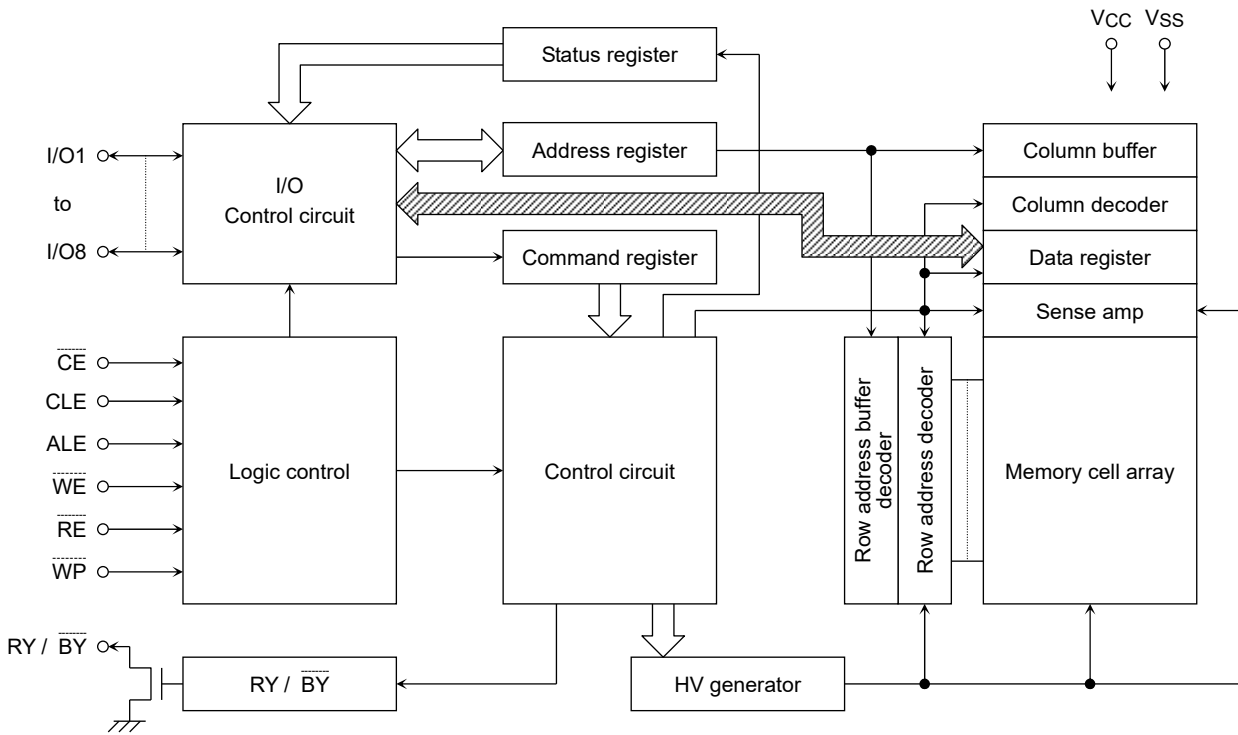 VCC VSS
Status register
I/O1
to
I/O8
I/O
Control circuit
Address register
Command register
Column buffer
Column decoder
Data register
Sense amp
CE
CLE
ALE
WE
RE
WP
Logic control
Control circuit
Row address buffer
decoder
Row address decoder
Memory cell array
RY / BY
RY / BY
HV generator